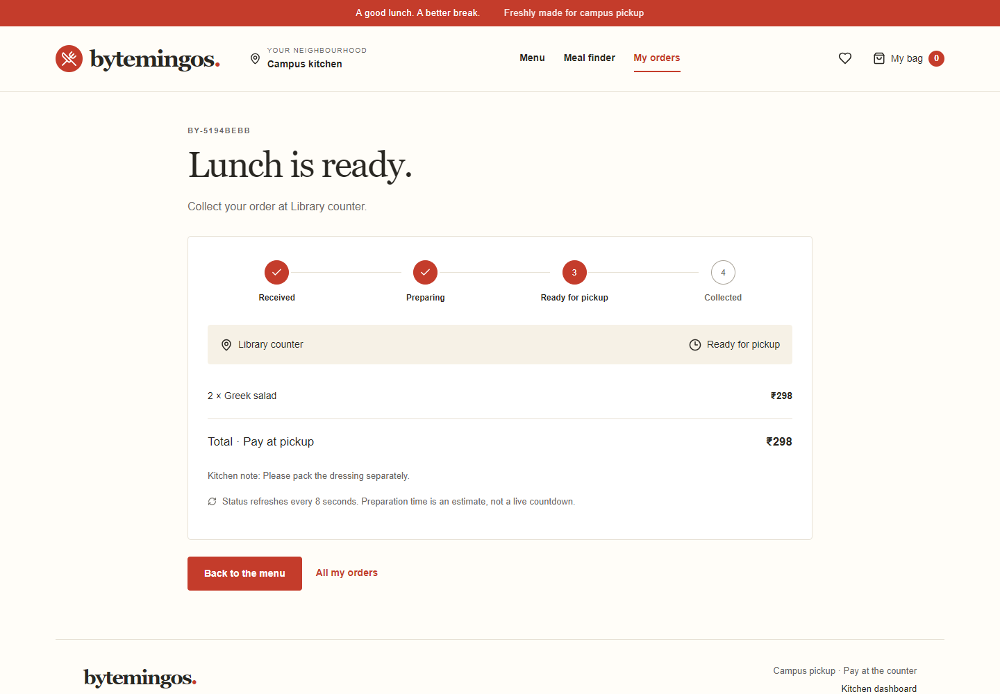 A good lunch. A better break. Freshly made for campus pickup
bytemingos.
YOUR NEIGHBOURHOOD
Campus kitchen
Menu Meal finder My orders
My bag 0
BY-5194BEBB
Lunch is ready.
Collect your order at Library counter.
3 4
Received Preparing Ready for pickup Collected
Library counter Ready for pickup
2 × Greek salad ₹298
Total · Pay at pickup ₹298
Kitchen note: Please pack the dressing separately.
Status refreshes every 8 seconds. Preparation time is an estimate, not a live countdown.
Back to the menu All my orders
bytemingos.
Campus pickup · Pay at the counter
Kitchen dashboard